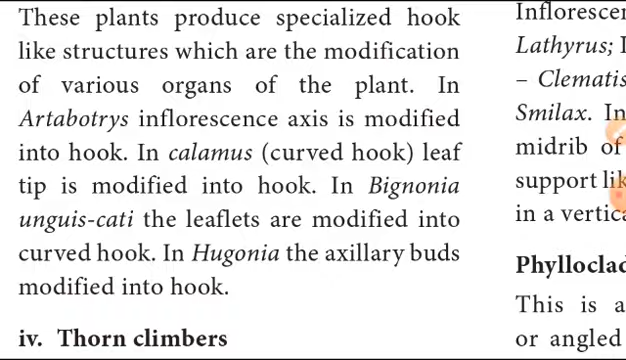 These plants produce specialized hook
like structures which are the modification
of various organs of the plant. In
Artabotrys inflorescence axis is modified
into hook. In calamus (curved hook) leaf
tip is modified into hook. In Bignonia
unguis-cati the leaflets are modified into
curved hook. In Hugonia the axillary buds
modified into hook.
iv. Thorn climbers
Lathyrus;
– Clematis
Smilax. In
midrib of
support
in a
This is a
or angled